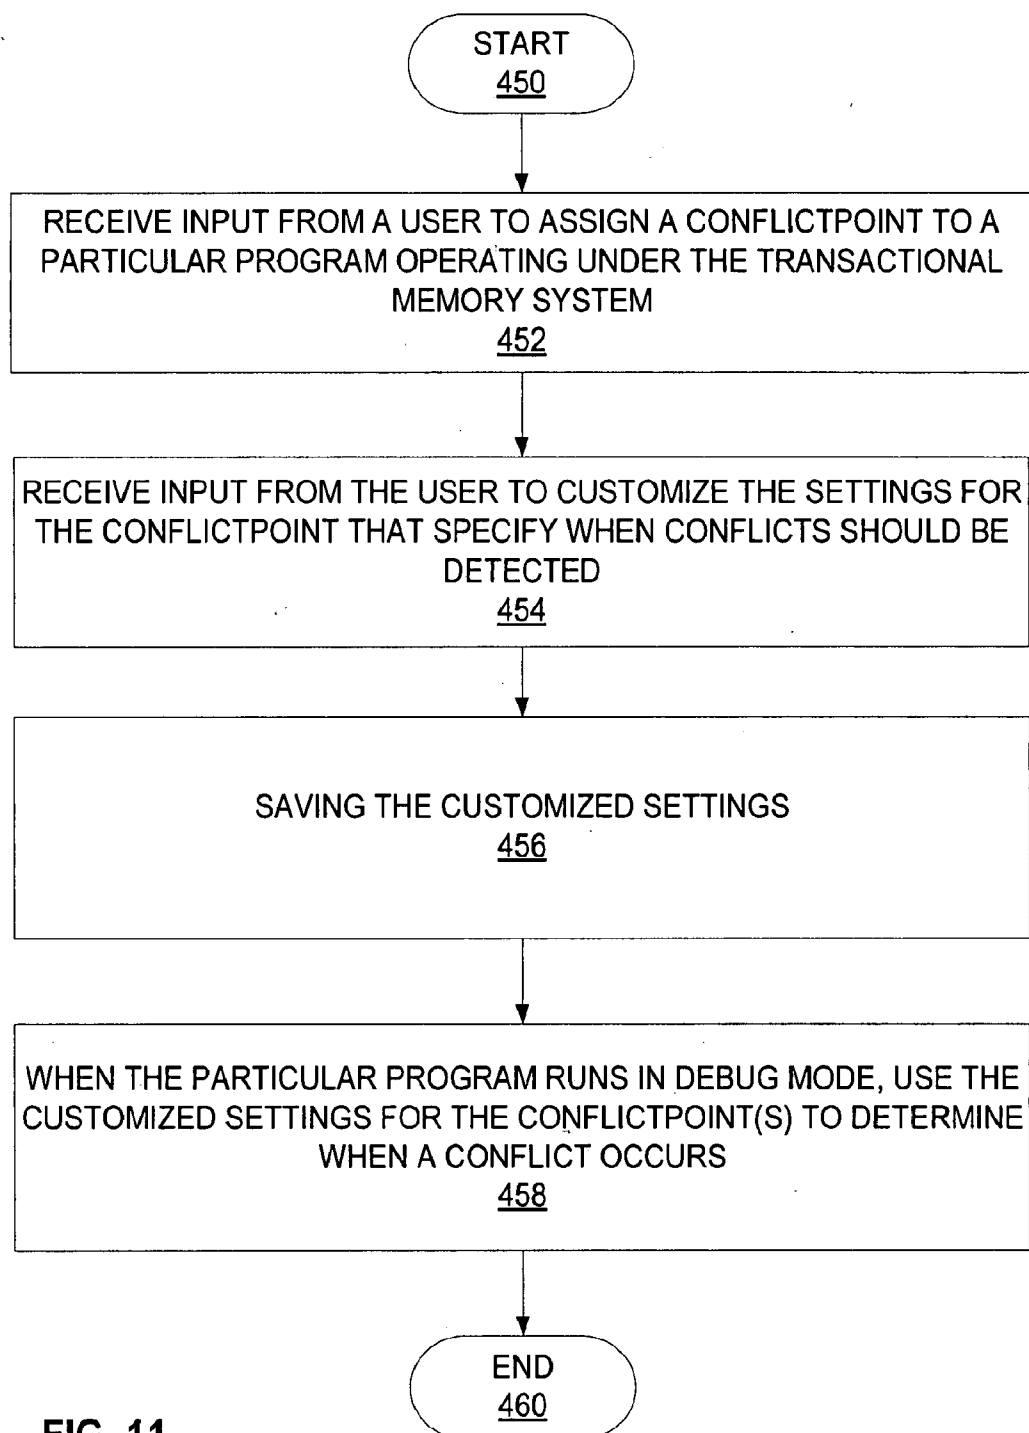 START
450
RECEIVE INPUT FROM A USER TO ASSIGN A CONFLICTPOINT TO A
PARTICULAR PROGRAM OPERATING UNDER THE TRANSACTIONAL
MEMORY SYSTEM
452
RECEIVE INPUT FROM THE USER TO CUSTOMIZE THE SETTINGS FOR
THE CONFLICTPOINT THAT SPECIFY WHEN CONFLICTS SHOULD BE
DETECTED
454
SAVING THE CUSTOMIZED SETTINGS
456
WHEN THE PARTICULAR PROGRAM RUNS IN DEBUG MODE, USE THE
CUSTOMIZED SETTINGS FOR THE CONFLICTPOINT(S) TO DETERMINE
WHEN A CONFLICT OCCURS
458
END
460
FIG. 11